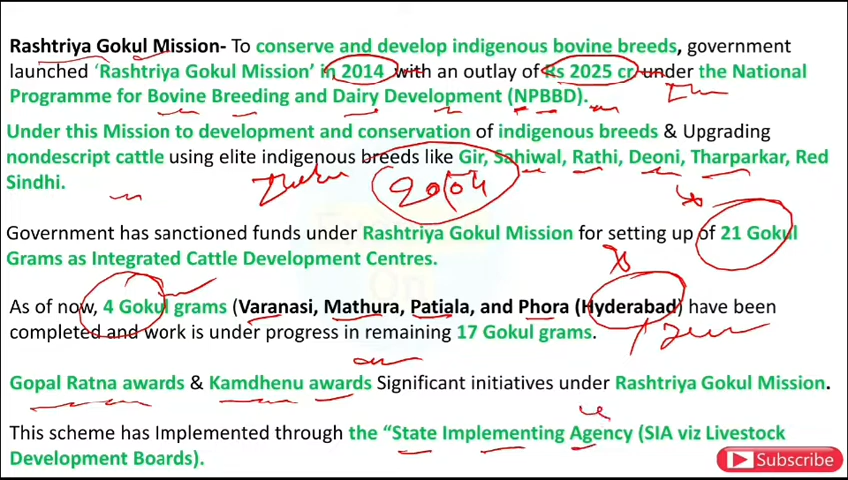 Rashtriya Gokul Mission- To conserve and develop indigenous bovine breeds, government
launched ‘Rashtriya Gokul Mission’ in 2014 with an outlay of Rs 2025 cr under the National
Programme for Bovine Breeding and Dairy Development (NPBBD).
Under this Mission to development and conservation of indigenous breeds & Upgrading
nondescript cattle using elite indigenous breeds like Gir, Sahiwal, Rathi, Deoni, Tharparkar, Red
Sindhi.
2014
Government has sanctioned funds under Rashtriya Gokul Mission for setting up of 21 Gokul
Grams as Integrated Cattle Development Centres.
As of now, 4 Gokul grams (Varanasi, Mathura, Patiala, and Phora (Hyderabad) have been
completed and work is under progress in remaining 17 Gokul grams.
Gopal Ratna awards & Kamdhenu awards Significant initiatives under Rashtriya Gokul Mission.
This scheme has Implemented through the “State Implementing Agency (SIA viz Livestock
Development Boards).
Subscribe